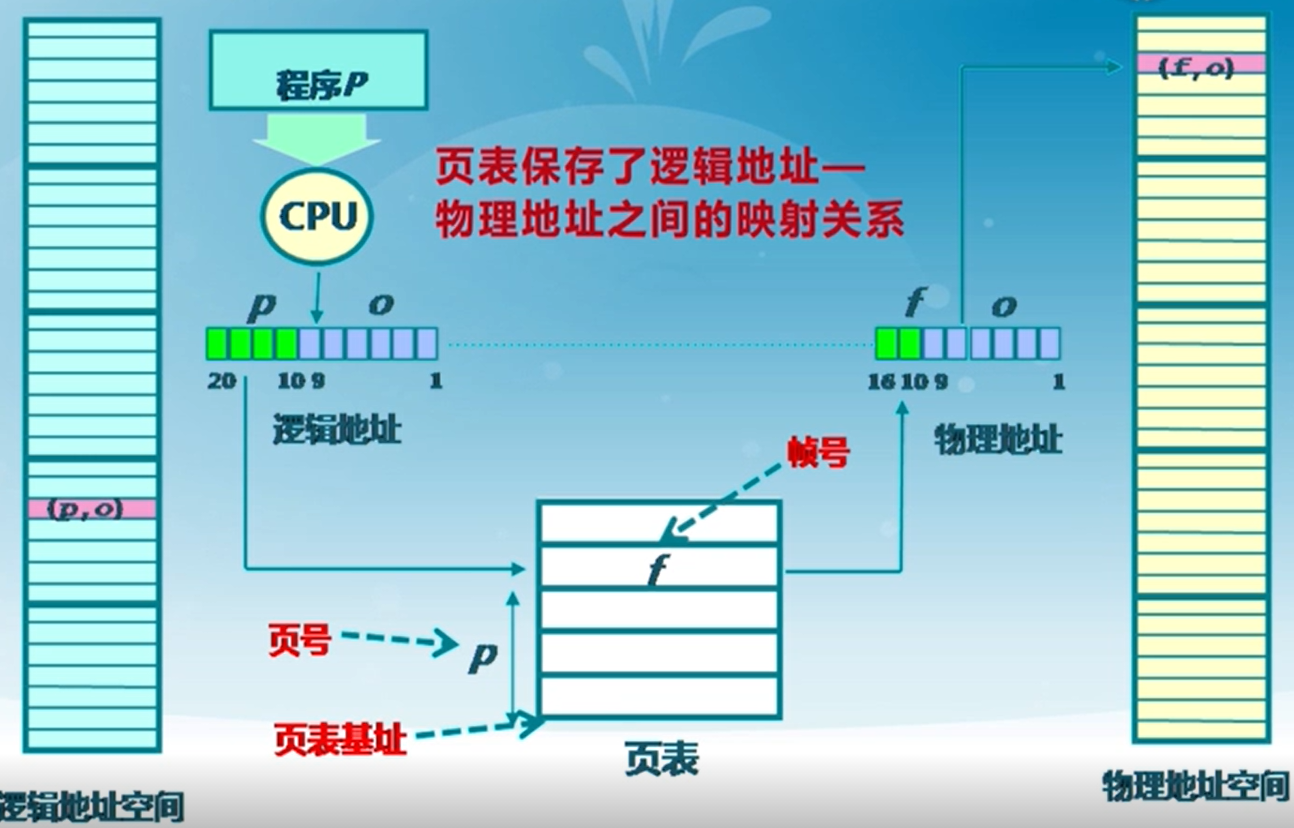 程序P
(f,o)
页表保存了逻辑地址—
物理地址之间的映射关系
CPU
p o
f o
20 10 9 1
16 10 9 1
逻辑地址
物理地址
帧号
(p,o)
f
页号
p
页表基址
页表
逻辑地址空间
物理地址空间